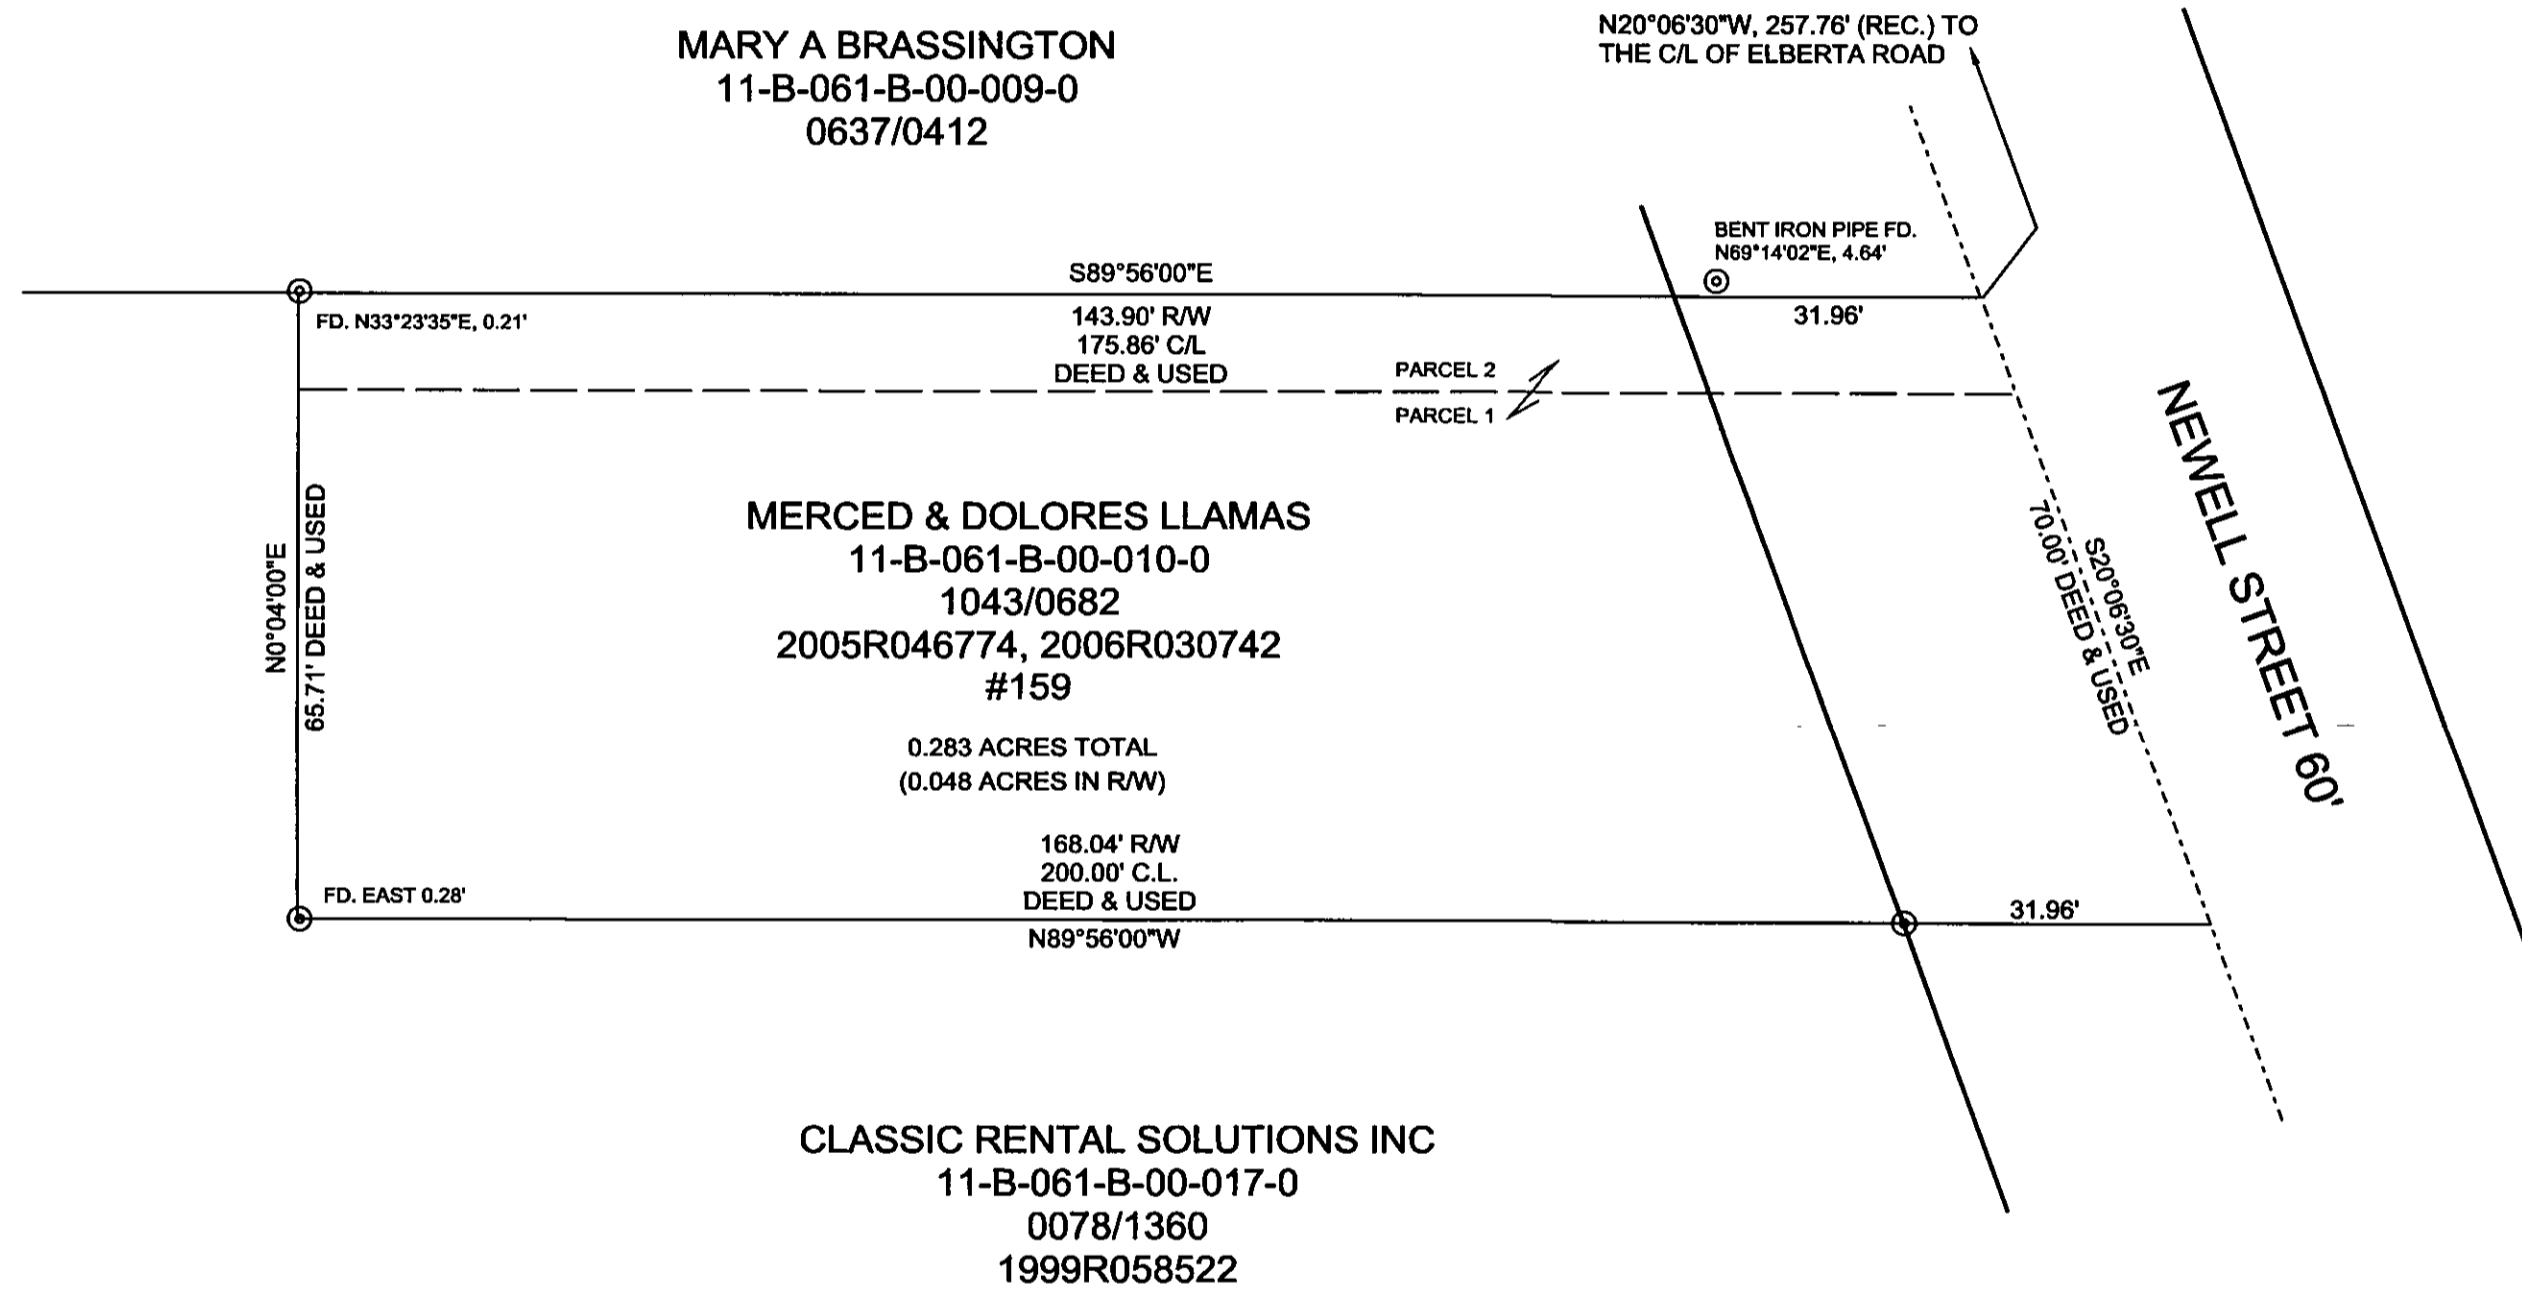 MARY A BRASSINGTON
11-B-061-B-00-009-0
0637/0412
N20°06'30"W, 257.76' (REC.) TO
THE C/L OF ELBERTA ROAD
BENT IRON PIPE FD.
N69°14'02"E, 4.64'
S89°56'00"E
FD. N33°23'35"E, 0.21'
143.90' R/W
175.86' C/L
DEED & USED
31.96'
PARCEL 2
PARCEL 1
NEWELL STREET 60'
N0°04'00"E
65.71' DEED & USED
MERCED & DOLORES LLAMAS
11-B-061-B-00-010-0
1043/0682
2005R046774, 2006R030742
#159
S20°06'30"E
70.00' DEED & USED
0.283 ACRES TOTAL
(0.048 ACRES IN R/W)
168.04' R/W
200.00' C.L.
DEED & USED
FD. EAST 0.28'
31.96'
N89°56'00"W
CLASSIC RENTAL SOLUTIONS INC
11-B-061-B-00-017-0
0078/1360
1999R058522